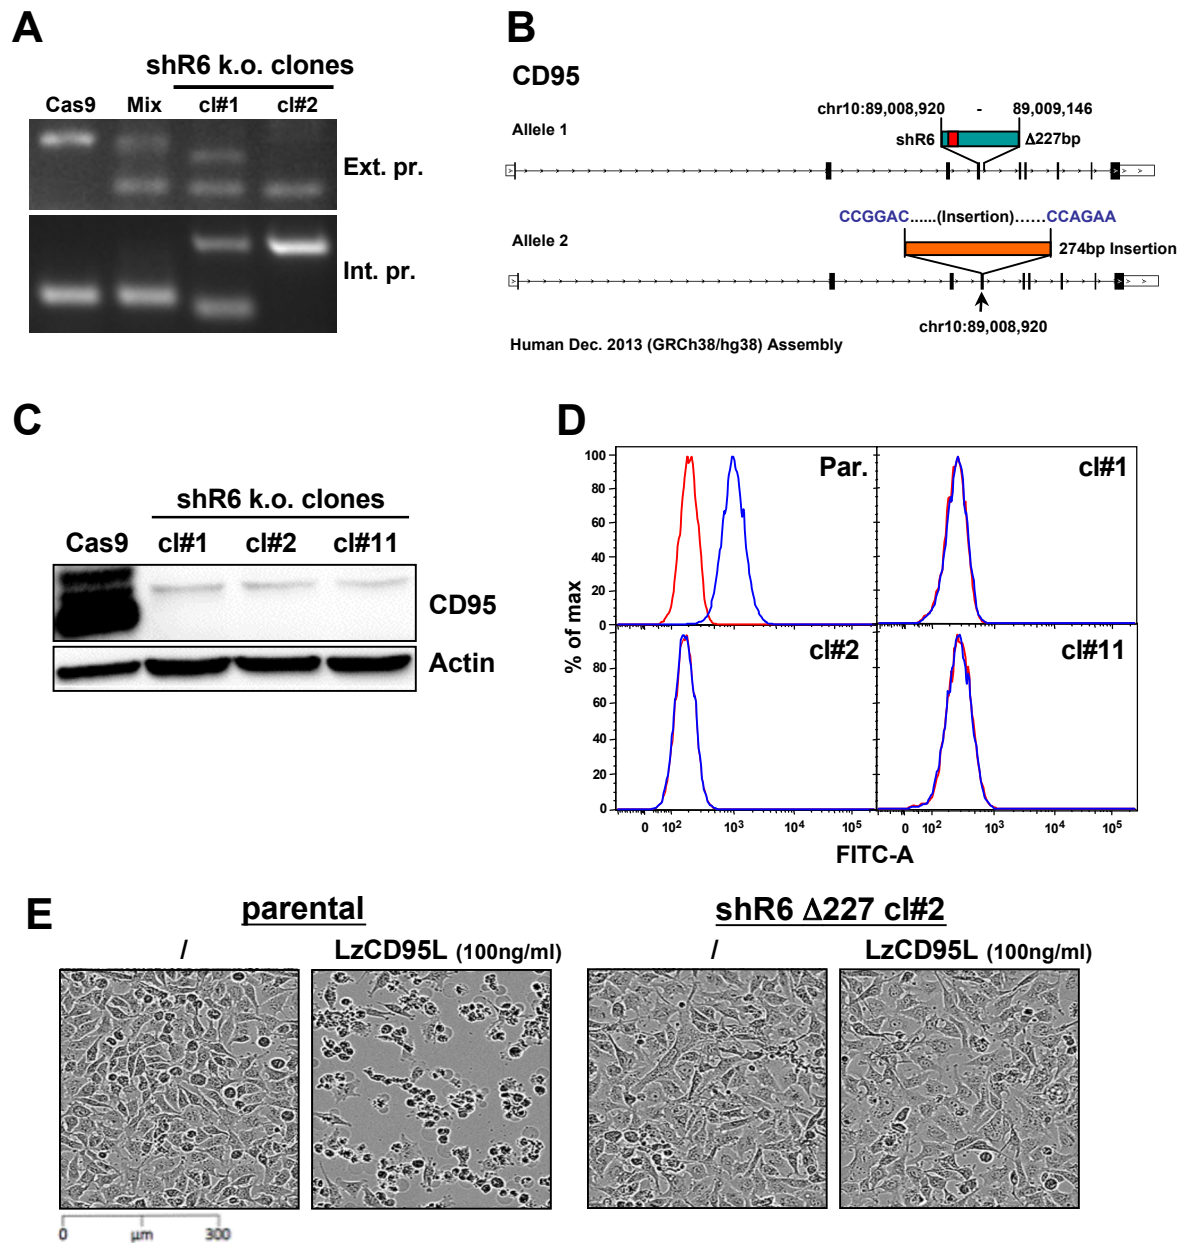 A
shR6 k.o. clones
Cas9 Mix cl#1 cl#2
Ext. pr.
Int. pr.
B
CD95
chr10:89,008,920 - 89,009,146
Allele 1
shR6 Δ227bp
CCGGAC......(Insertion)......CCAGAA
Allele 2
274bp Insertion
chr10:89,008,920
Human Dec. 2013 (GRCh38/hg38) Assembly
C
shR6 k.o. clones
Cas9 cl#1 cl#2 cl#11
CD95
Actin
D
Par.
cl#1
100
80
60
40
20
0
cl#2
cl#11
80
60
40
20
0
% of max
0 10² 10³ 10⁴ 10⁵
0 10² 10³ 10⁴ 10⁵
FITC-A
E
parental
shR6 Δ227 cl#2
/ LzCD95L (100ng/ml)
/ LzCD95L (100ng/ml)
0 µm 300